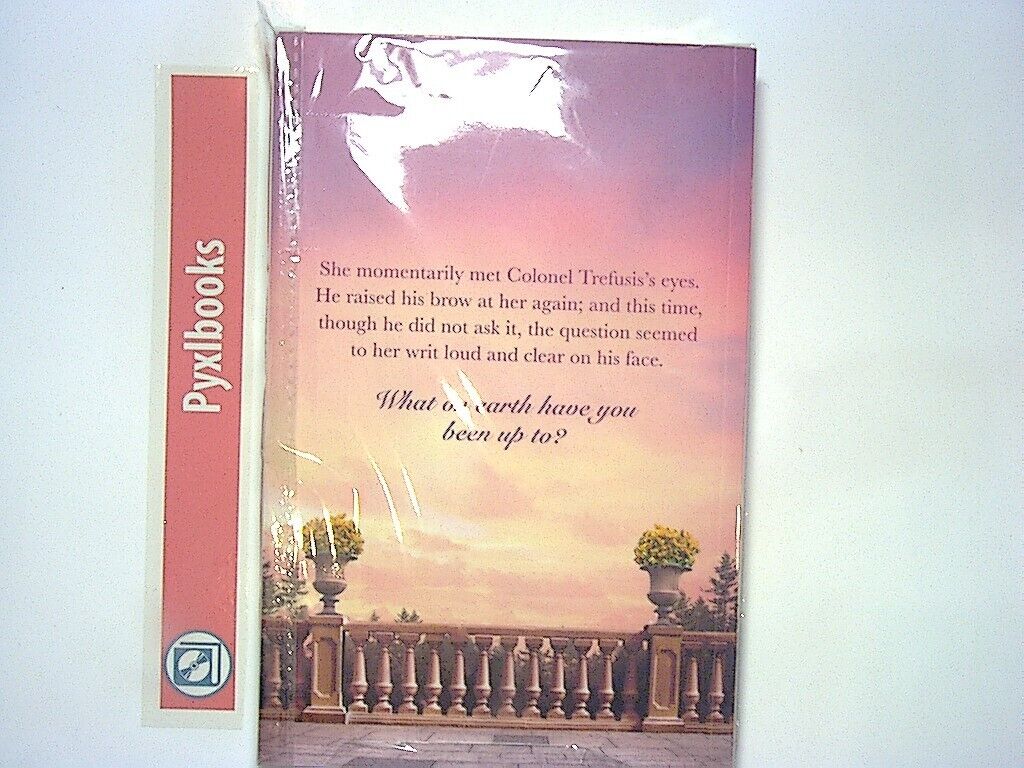 Pyxlbooks
She momentarily met Colonel Trefusis's eyes.
He raised his brow at her again; and this time,
though he did not ask it, the question seemed
to her writ loud and clear on his face.
What on earth have you
been up to?